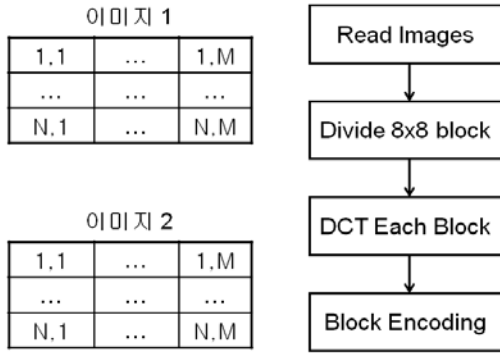 이미지 1
1,1 ... 1,M
... ... ...
N,1 ... N,M
이미지 2
1,1 ... 1,M
... ... ...
N,1 ... N,M
Read Images
Divide 8x8 block
DCT Each Block
Block Encoding